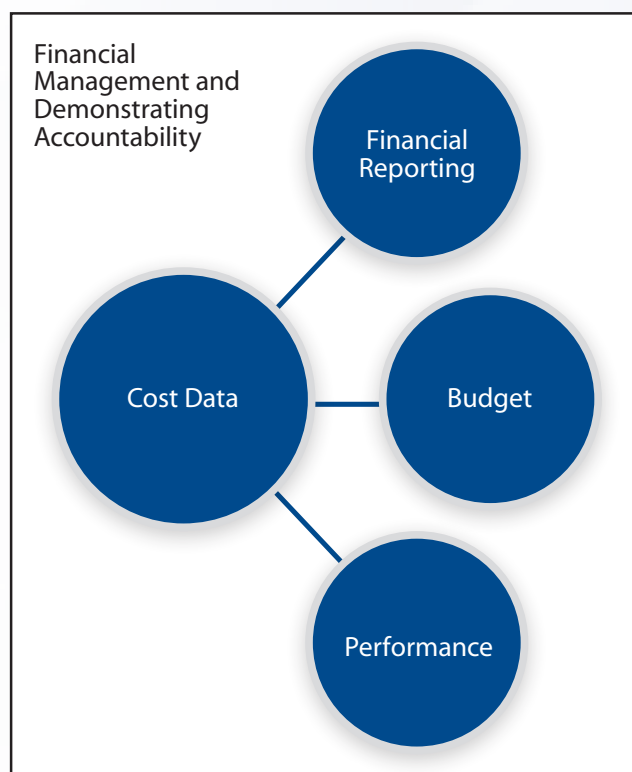 Financial
Management and
Demonstrating
Accountability
Financial
Reporting
Cost Data
Budget
Performance